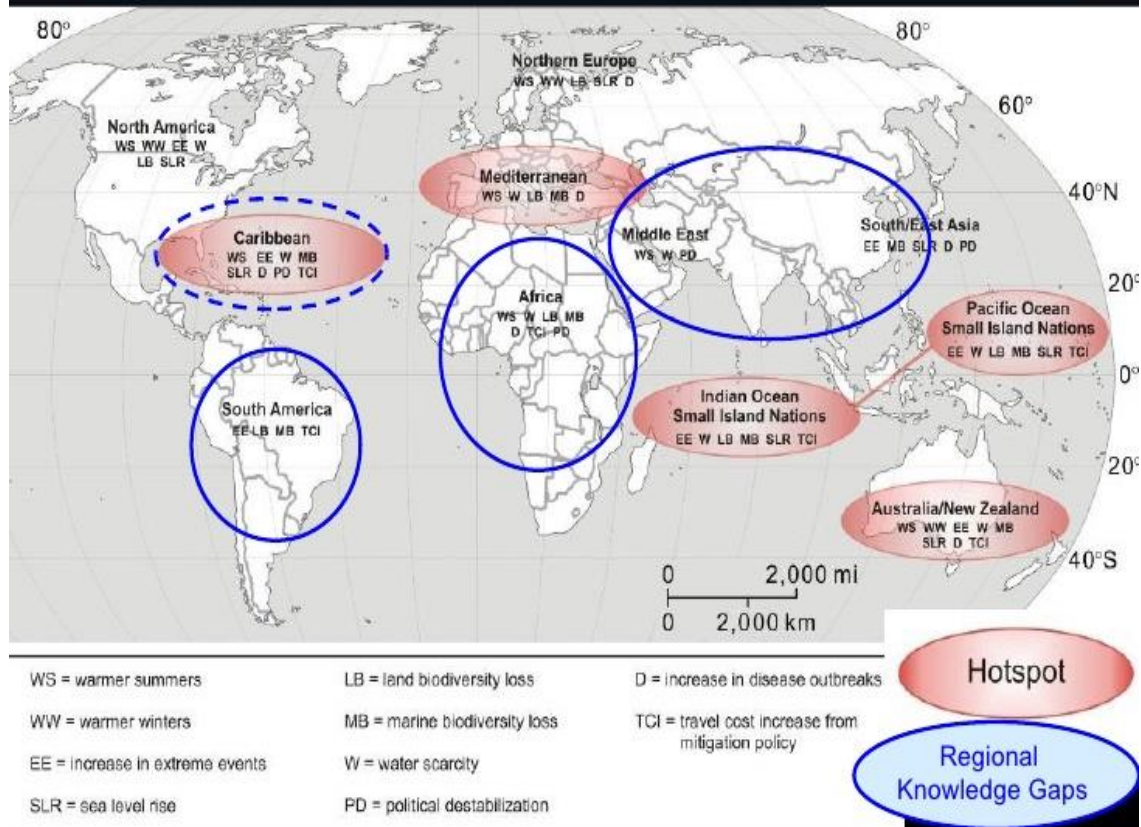 80°
80°
Northern Europe
WS WW LB SLR D
60°
North America
WS WW EE W
LB SLR
Mediterranean
WS W LB MB D
40°N
Middle East
WS W PD
South/East Asia
EE MB SLR D PD
Caribbean
WS EE W MB
SLR D PD TCI
20°
Africa
WS W LB MB
D TCI PD
Pacific Ocean
Small Island Nations
EE W LB MB SLR TCI
0°
South America
EE LB MB TCI
Indian Ocean
Small Island Nations
EE W LB MB SLR TCI
20°
Australia/New Zealand
WS WW EE W MB
SLR D TCI
40°S
0 2,000 mi
0 2,000 km
WS = warmer summers
WW = warmer winters
EE = increase in extreme events
SLR = sea level rise
LB = land biodiversity loss
MB = marine biodiversity loss
W = water scarcity
PD = political destabilization
D = increase in disease outbreaks
TCI = travel cost increase from
mitigation policy
Hotspot
Regional
Knowledge Gaps